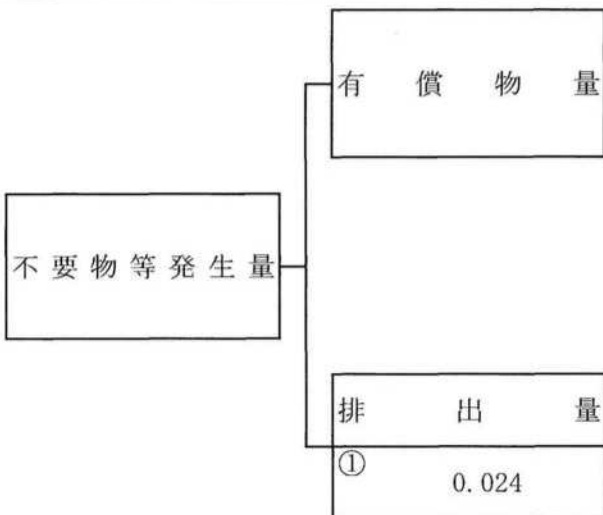 有償物量
不要物等発生量
排出量
①
0.024